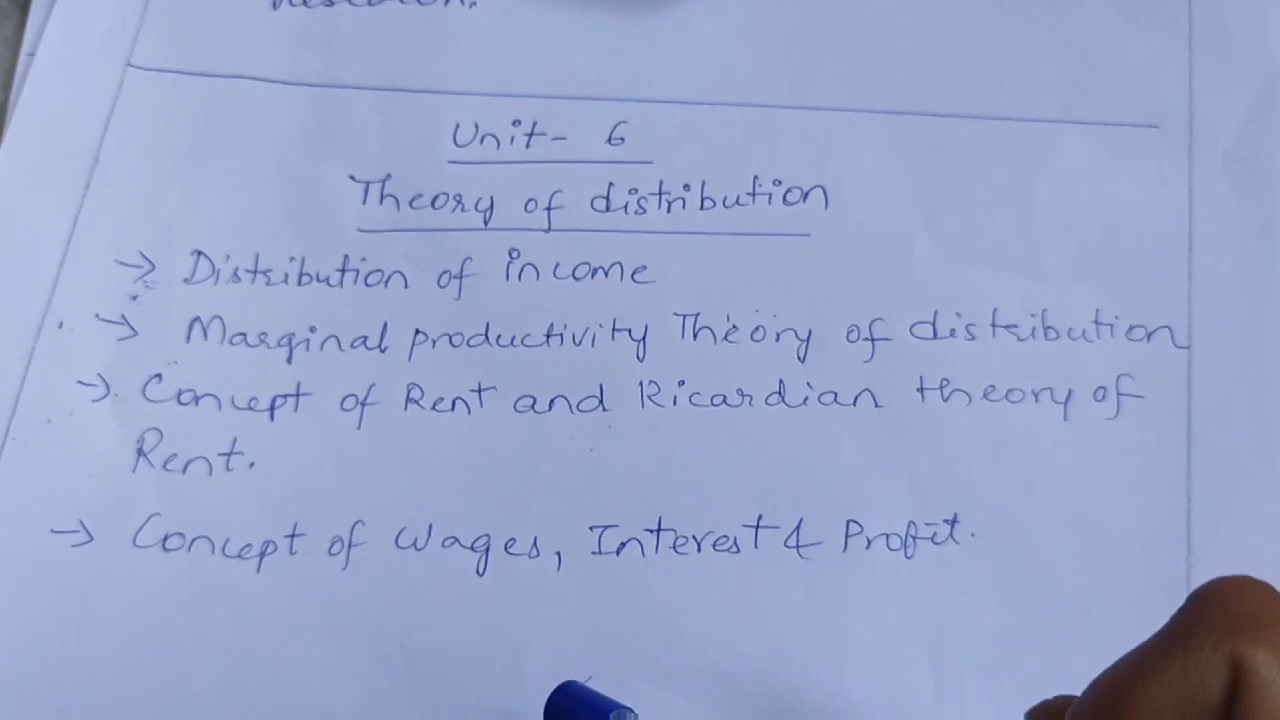 Unit- 6
Theory of distribution
→ Distribution of income
→ Marginal productivity Theory of distribution
→ Concept of Rent and Ricardian theory of
Rent.
→ Concept of Wages, Interest & Profit.